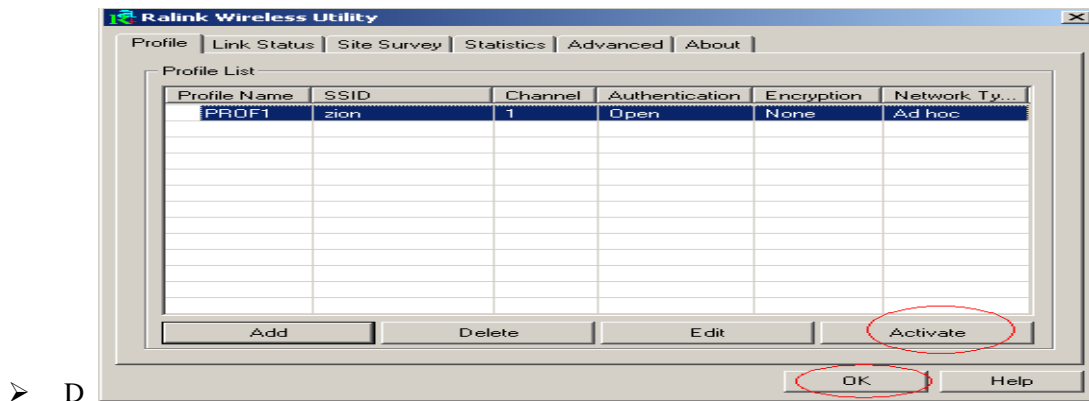 Ralink Wireless Utility
Profile Link Status Site Survey Statistics Advanced About
Profile List
Profile Name SSID Channel Authentication Encryption Network Ty...
PROF1 zion 1 Open None Ad hoc
Add Delete Edit Activate
OK Help
➢ D